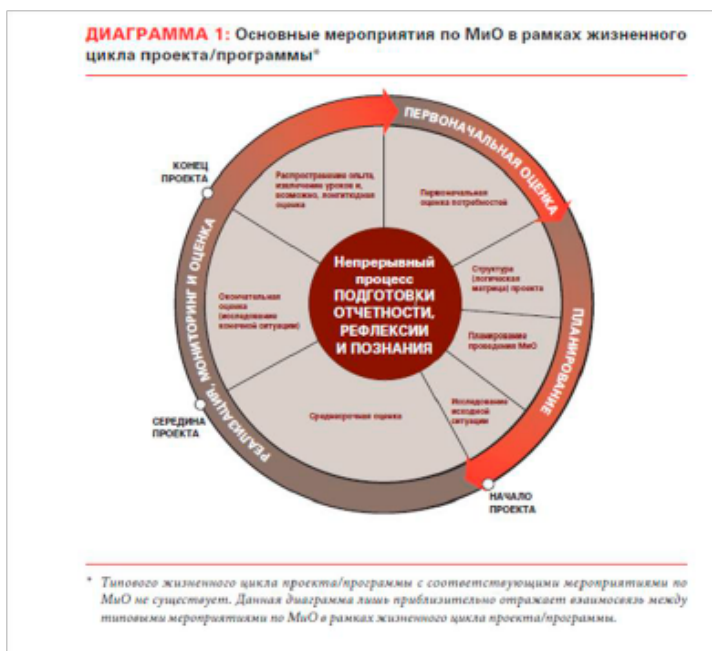 ДИАГРАММА 1: Основные мероприятия по МиО в рамках жизненного
цикла проекта/программы*
ПЕРВОНАЧАЛЬНАЯ ОЦЕНКА
КОНЕЦ
ПРОЕКТА
Распространение опыта,
извлечение уроков и,
возможно, лонгитюдная
оценка
Первоначальная
оценка потребностей
Непрерывный
процесс
ПОДГОТОВКИ
ОТЧЕТНОСТИ,
РЕФЛЕКСИИ
И ПОЗНАНИЯ
Структура
(логическая
матрица) проекта
Окончательная
оценка
(исследование
конечной ситуации)
Планирование
проведения МиО
ПЛАНИРОВАНИЕ
Исследование
исходной
ситуации
Среднесрочная оценка
РЕАЛИЗАЦИЯ, МОНИТОРИНГ И ОЦЕНКА
СЕРЕДИНА
ПРОЕКТА
НАЧАЛО
ПРОЕКТА
* Типового жизненного цикла проекта/программы с соответствующими мероприятиями по
МиО не существует. Данная диаграмма лишь приблизительно отражает взаимосвязь между
типовыми мероприятиями по МиО в рамках жизненного цикла проекта/программы.